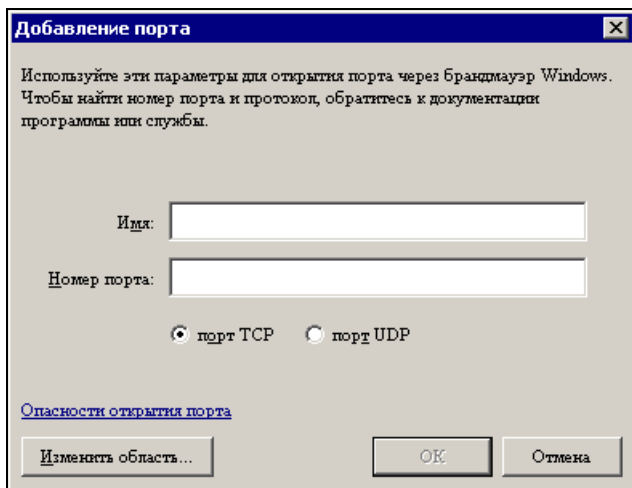 Добавление порта
Используйте эти параметры для открытия порта через брандмауэр Windows.
Чтобы найти номер порта и протокол, обратитесь к документации
программы или службы.
Имя:
Номер порта:
порт TCP порт UDP
Опасности открытия порта
Изменить область... OK Отмена